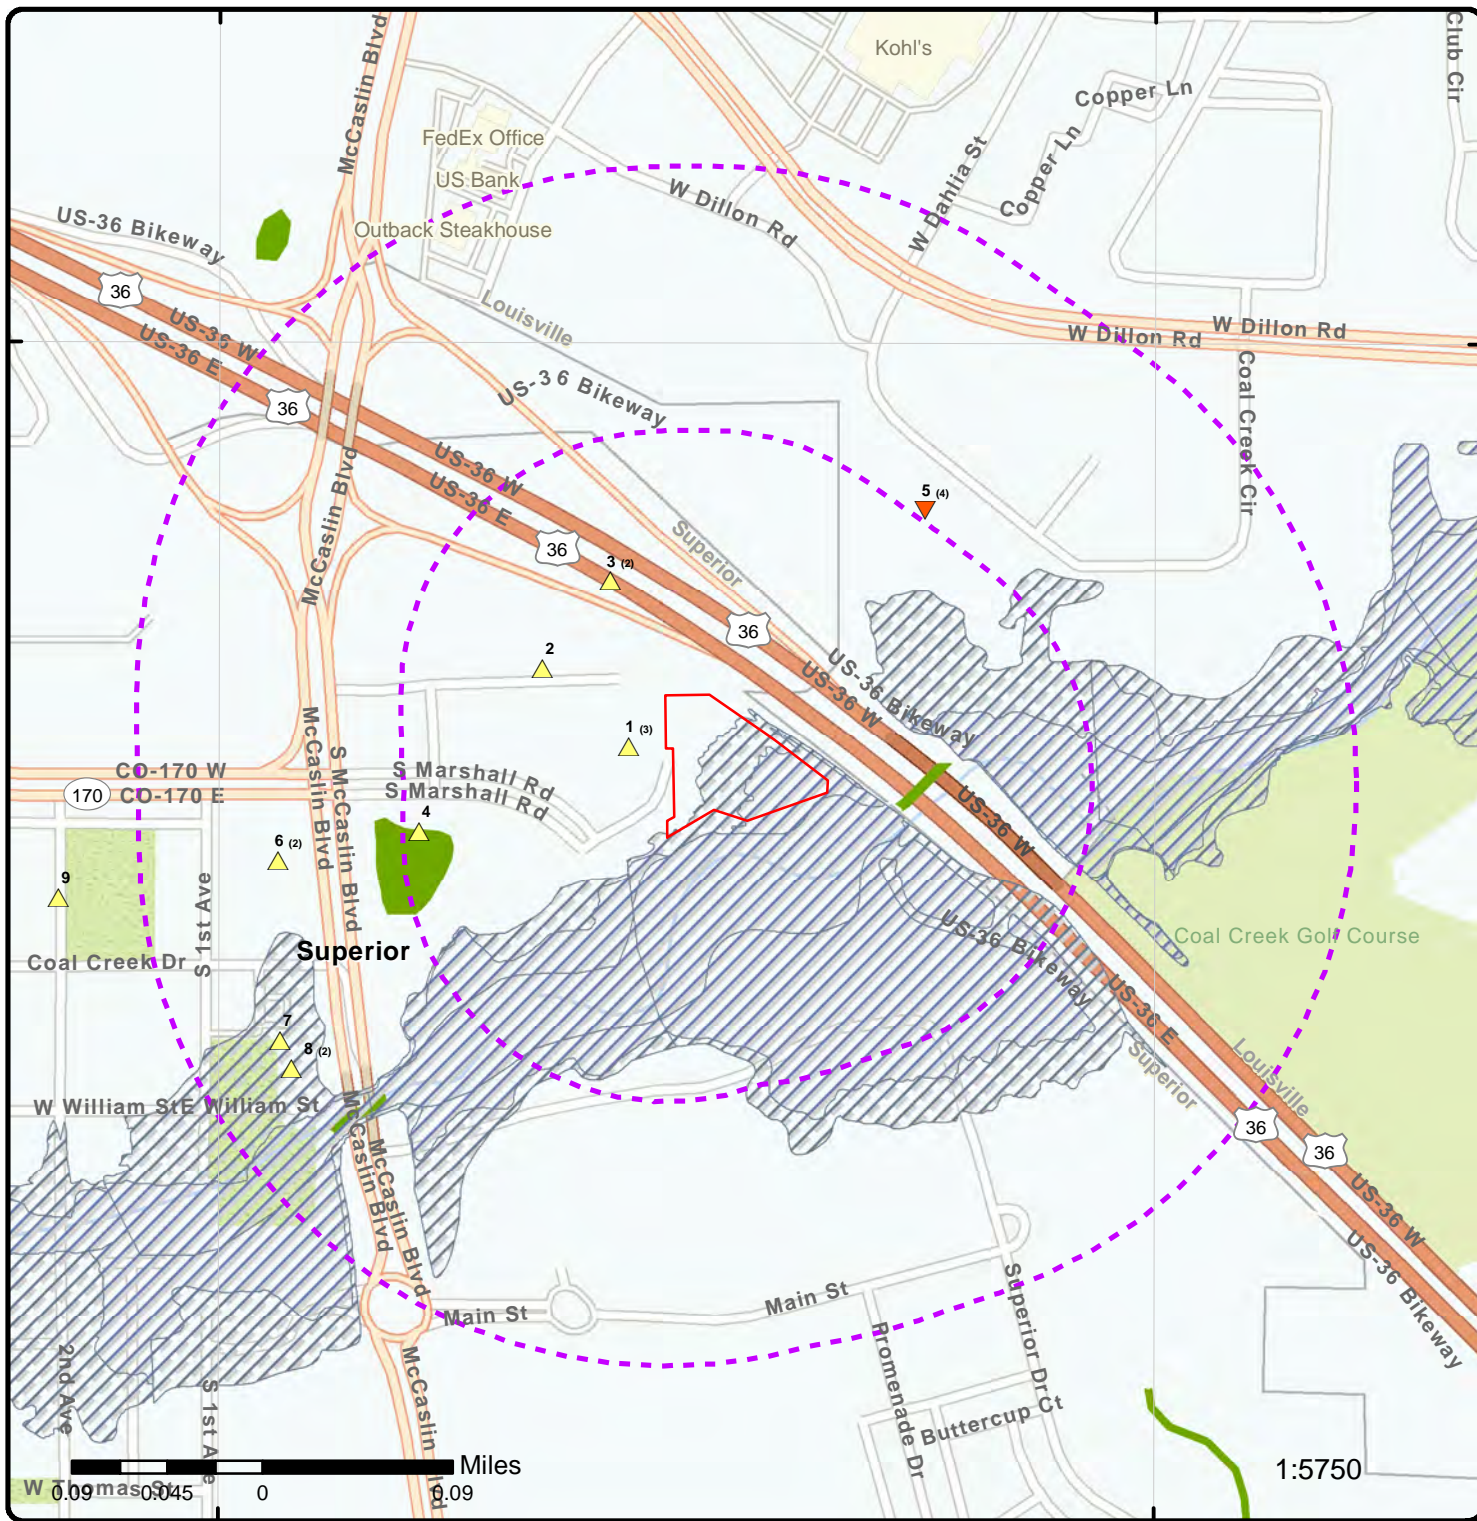 McCaslin Blvd
Kohl's
Club Cir
Copper Ln
FedEx Office
Copper Ln
US Bank
W Dahlia St
W Dillon Rd
US-36 Bikeway
Outback Steakhouse
36
Louisville
US-36 W
US-36 E
W Dillon Rd
W Dillon Rd
US-36 Bikeway
36
Coal Creek Cir
US-36 W
US-36 E
McCaslin Blvd
5 (4)
36
Superior
3 (2)
36
2
US-36 Bikeway
US-36 W
1 (3)
McCaslin Blvd
S McCaslin Blvd
CO-170 W
S Marshall Rd
170
CO-170 E
S Marshall Rd
US-36 W
4
6 (2)
9
S 1st Ave
Superior
US-36 Bikeway
Coal Creek Golf Course
Coal Creek Dr
US-36 E
7
8 (2)
Superior
Louisville
W William St
E William St
McCaslin Blvd
McCaslin Blvd
36
36
US-36 W
US-36 Bikeway
Main St
Main St
Superior Dr
Promenade Dr
2nd Ave
S 1st Ave
McCaslin Blvd
Buttercup Ct
Ct
W Thomas St
Miles
0.09
0.045
0
0.09
1:5750